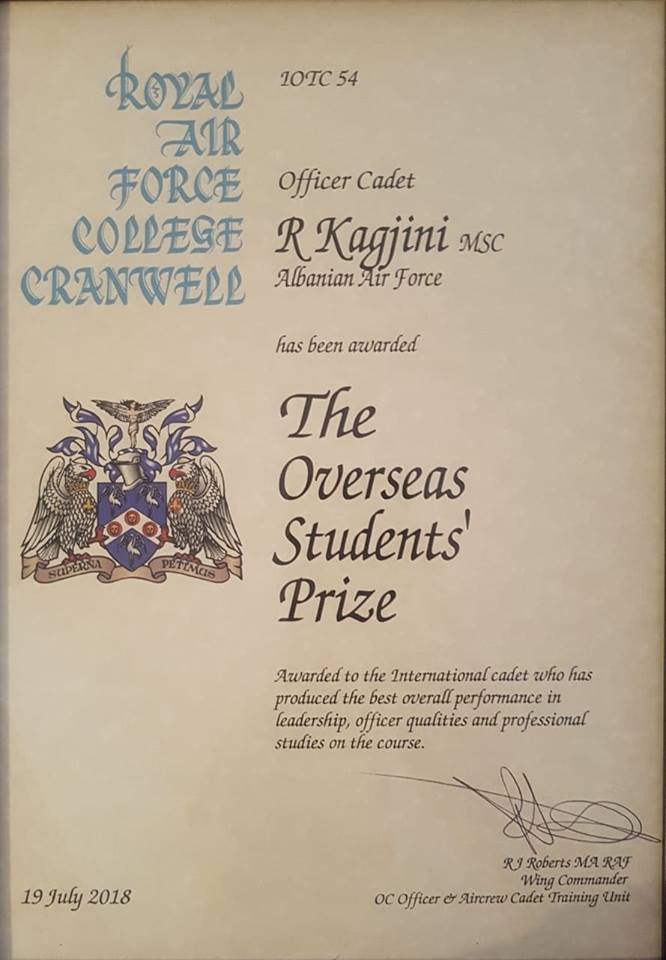 ROYAL
AIR
FORCE
COLLEGE
CRANWELL
IOTC 54
Officer Cadet
R Kagjini MSC
Albanian Air Force
has been awarded
The
Overseas
Students'
Prize
SUPERNA PETIMUS
Awarded to the International cadet who has
produced the best overall performance in
leadership, officer qualities and professional
studies on the course.
R J Roberts MA RAF
Wing Commander
OC Officer & Aircrew Cadet Training Unit
19 July 2018